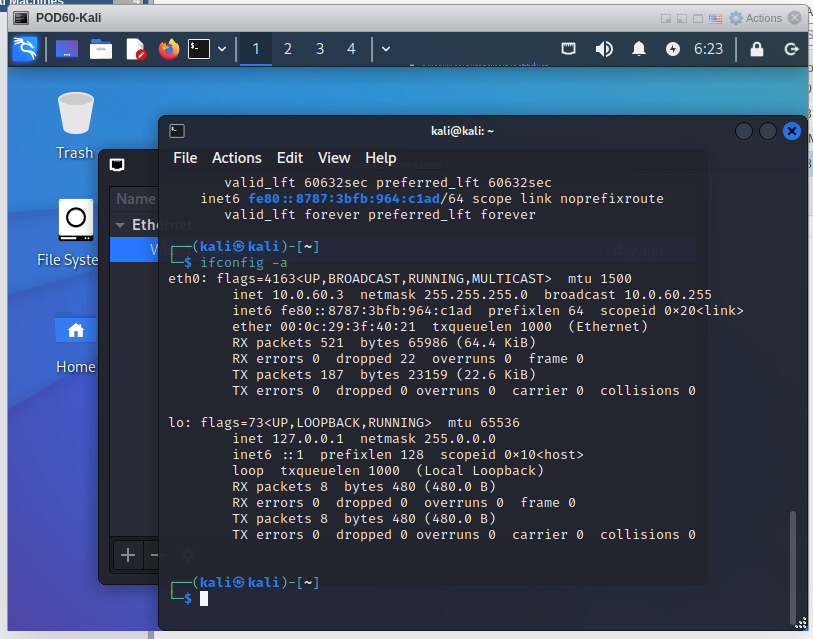 POD60-Kali
Actions
1 2 3 4
6:23
Trash
File Syste
Home
Name
Ethernet
kali@kali: ~
File Actions Edit View Help
valid_lft 60632sec preferred_lft 60632sec
inet6 fe80::8787:3bfb:964:c1ad/64 scope link noprefixroute
valid_lft forever preferred_lft forever
┌──(kali㉿kali)-[~]
└─$ ifconfig -a
eth0: flags=4163<UP,BROADCAST,RUNNING,MULTICAST>  mtu 1500
inet 10.0.60.3  netmask 255.255.255.0  broadcast 10.0.60.255
inet6 fe80::8787:3bfb:964:c1ad  prefixlen 64  scopeid 0×20<link>
ether 00:0c:29:3f:40:21  txqueuelen 1000  (Ethernet)
RX packets 521  bytes 65986 (64.4 KiB)
RX errors 0  dropped 22  overruns 0  frame 0
TX packets 187  bytes 23159 (22.6 KiB)
TX errors 0  dropped 0 overruns 0  carrier 0  collisions 0
lo: flags=73<UP,LOOPBACK,RUNNING>  mtu 65536
inet 127.0.0.1  netmask 255.0.0.0
inet6 ::1  prefixlen 128  scopeid 0×10<host>
loop  txqueuelen 1000  (Local Loopback)
RX packets 8  bytes 480 (480.0 B)
RX errors 0  dropped 0  overruns 0  frame 0
TX packets 8  bytes 480 (480.0 B)
TX errors 0  dropped 0 overruns 0  carrier 0  collisions 0
┌──(kali㉿kali)-[~]
└─$